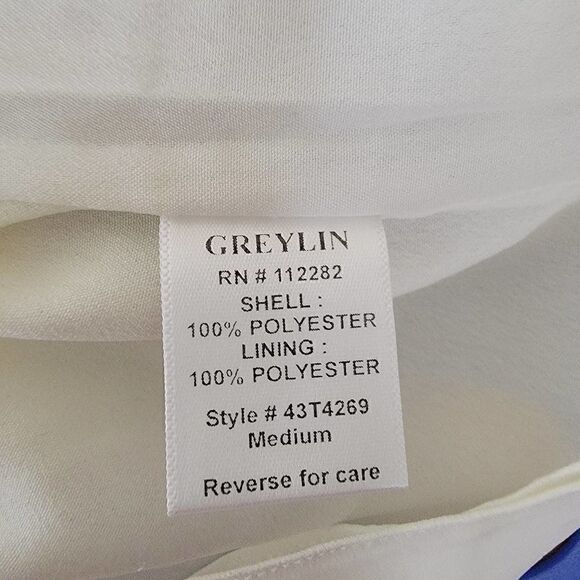 GREYLIN
RN # 112282
SHELL :
100% POLYESTER
LINING :
100% POLYESTER
Style # 43T4269
Medium
Reverse for care